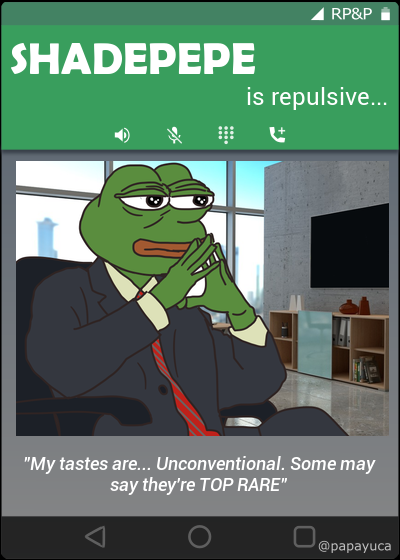 RP&P
SHADEPEPE
is repulsive...
"My tastes are... Unconventional. Some may
say they're TOP RARE"
@papayuca